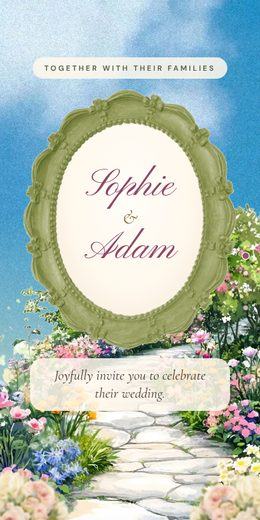 TOGETHER WITH THEIR FAMILIES
Sophie
&
Adam
Joyfully invite you to celebrate
their wedding.